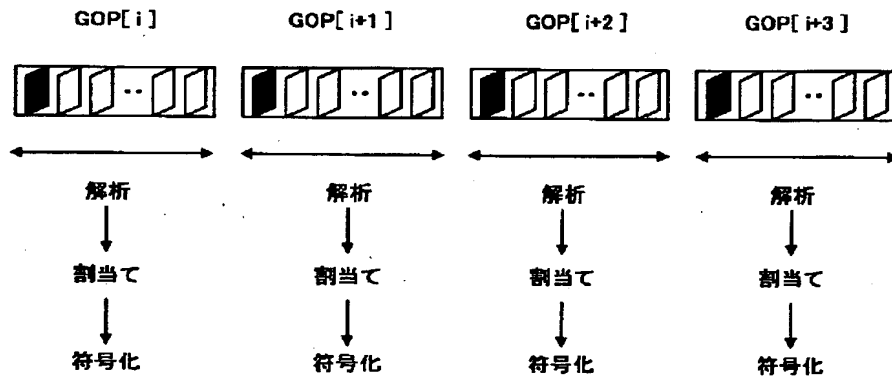 GOP[ i ] GOP[ i+1 ] GOP[ i+2 ] GOP[ i+3 ]
解析 解析 解析 解析
割当て 割当て 割当て 割当て
符号化 符号化 符号化 符号化